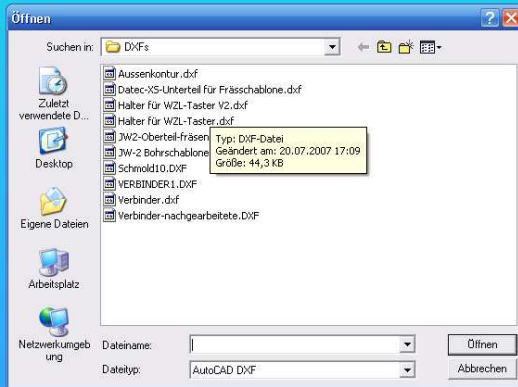 Öffnen
Suchen in:
DXFs
Aussenkontur.dxf
Datec-XS-Unterteil für Frässchablone.dxf
Halter für WZL-Taster V2.dxf
Halter für WZL-Taster.dxf
JW2-Oberteil-fräsen
JW-2 Bohrschablone
Schmold10.DXF
VERBINDER1.DXF
Verbinder.dxf
Verbinder-nachgearbeitete.DXF
Typ: DXF-Datei
Geändert am: 20.07.2007 17:09
Größe: 44,3 KB
Zuletzt
verwendete D...
Desktop
Eigene Dateien
Arbeitsplatz
Netzwerkumgeb
ung
Dateiname:
Öffnen
Dateityp:
AutoCAD DXF
Abbrechen